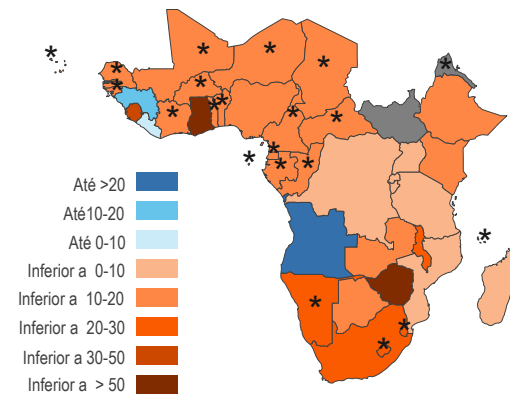 Até >20
Até10-20
Até 0-10
Inferior a 0-10
Inferior a 10-20
Inferior a 20-30
Inferior a 30-50
Inferior a > 50